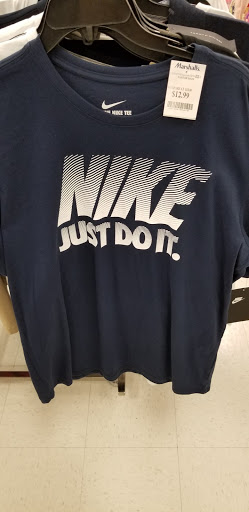 Marshalls
$12.99
NIKE TEE
NIKE
JUST DO IT.